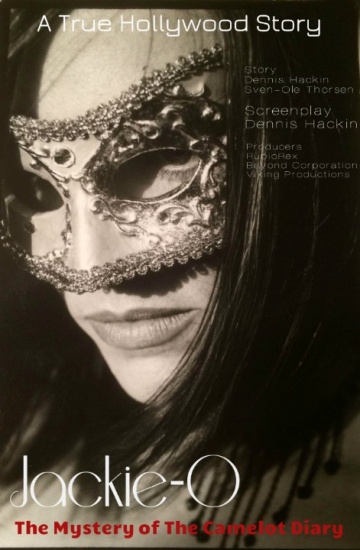 A True Hollywood Story
Story
Dennis Hackin
Sven-Ole Thorsen
Screenplay
Dennis Hackin
Producers
RubioRex
Beyond Corporation
Viking Productions
Jackie-O
The Mystery of The Camelot Diary